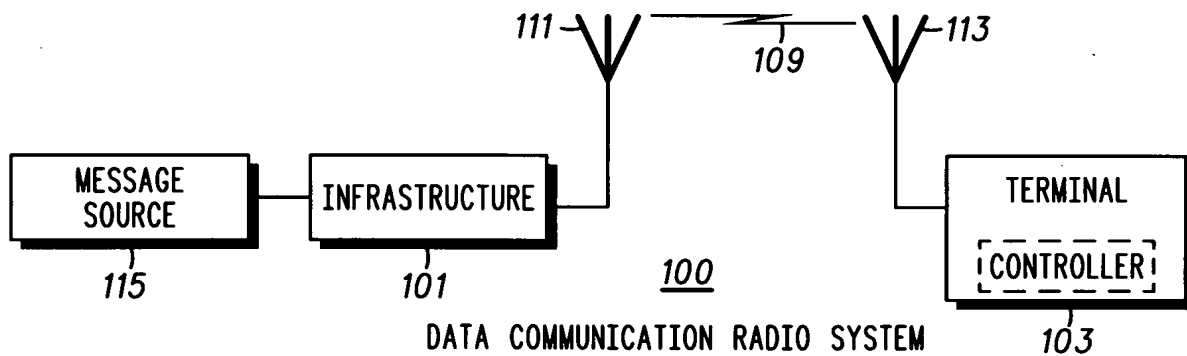 111
109
113
MESSAGE
SOURCE
INFRASTRUCTURE
TERMINAL
CONTROLLER
115
101
100
103
DATA COMMUNICATION RADIO SYSTEM